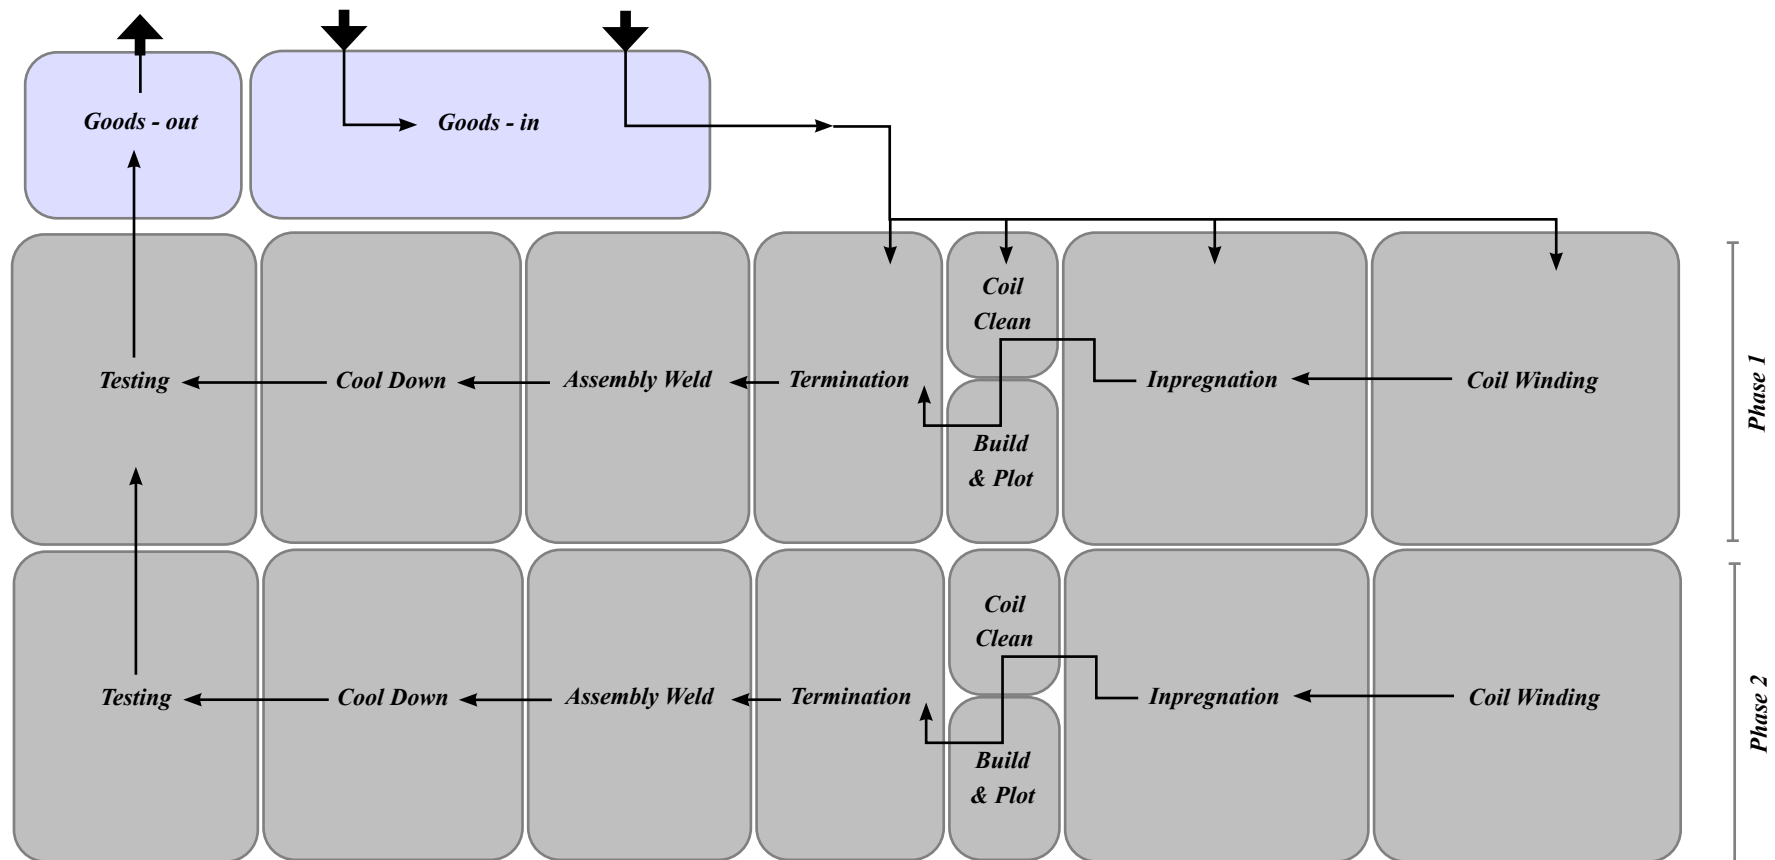 Goods - out
Goods - in
Coil
Clean
Testing
Cool Down
Assembly Weld
Termination
Inpregnation
Coil Winding
Build
& Plot
Phase 1
Coil
Clean
Testing
Cool Down
Assembly Weld
Termination
Inpregnation
Coil Winding
Build
& Plot
Phase 2